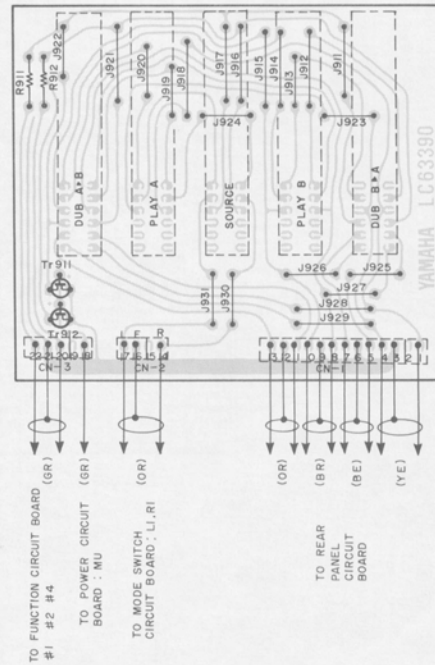 R911
R912
J922
J921
J920
J919
J918
J917
J916
J924
J915
J914
J913
J912
J911
J923
DUB A▸B
PLAY A
SOURCE
PLAY B
DUB B▸A
YAMAHA LC63390
Tr911
Tr912
J931
J930
J926
J925
J927
J928
J929
CN-3
F
R
CN-2
CN-1
(GR)
(GR)
(OR)
(OR)
(BR)
(BE)
(YE)
TO FUNCTION CIRCUIT BOARD
#1 #2 #4
TO POWER CIRCUIT
BOARD : MU
TO MODE SWITCH
CIRCUIT BOARD : LI,RI
TO REAR
PANEL
CIRCUIT
BOARD